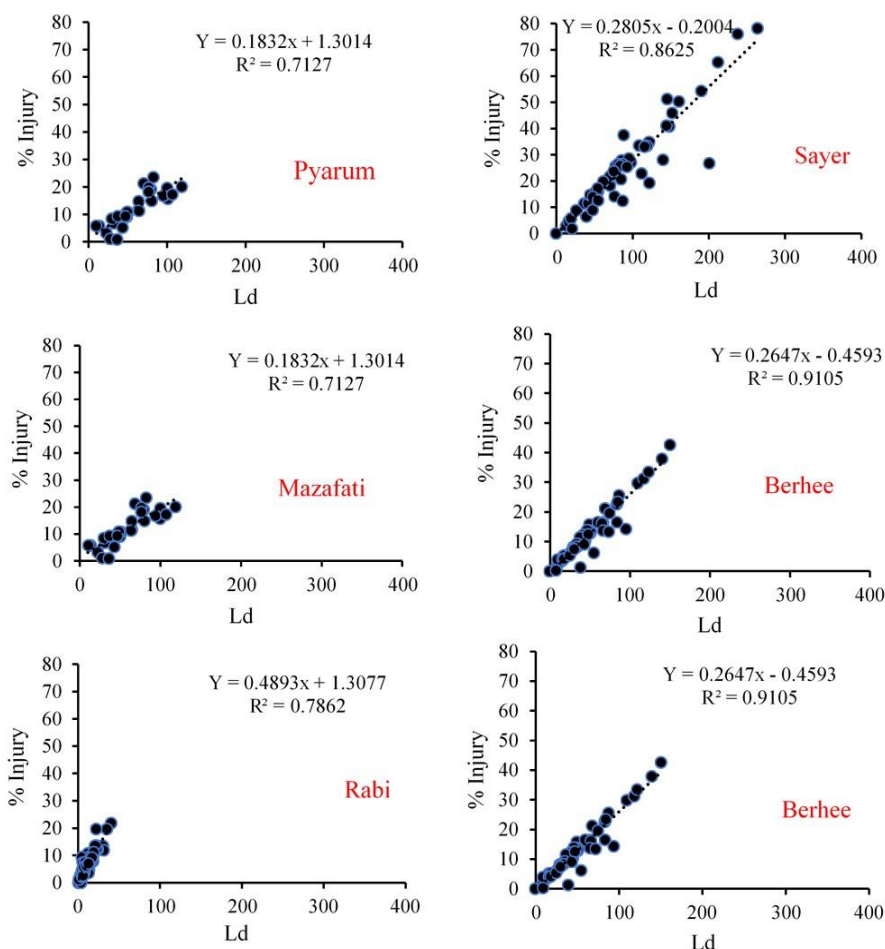 Y = 0.1832x + 1.3014
R² = 0.7127
Pyarum
% Injury
80
70
60
50
40
30
20
10
0
0 100 200 300 400
Ld
Y = 0.2805x - 0.2004
R² = 0.8625
Sayer
% Injury
80
70
60
50
40
30
20
10
0
0 100 200 300 400
Ld
Y = 0.1832x + 1.3014
R² = 0.7127
Mazafati
% Injury
80
70
60
50
40
30
20
10
0
0 100 200 300 400
Ld
Y = 0.2647x - 0.4593
R² = 0.9105
Berhee
% Injury
80
70
60
50
40
30
20
10
0
0 100 200 300 400
Ld
Y = 0.4893x + 1.3077
R² = 0.7862
Rabi
% Injury
80
70
60
50
40
30
20
10
0
0 100 200 300 400
Ld
Y = 0.2647x - 0.4593
R² = 0.9105
Berhee
% Injury
80
70
60
50
40
30
20
10
0
0 100 200 300 400
Ld